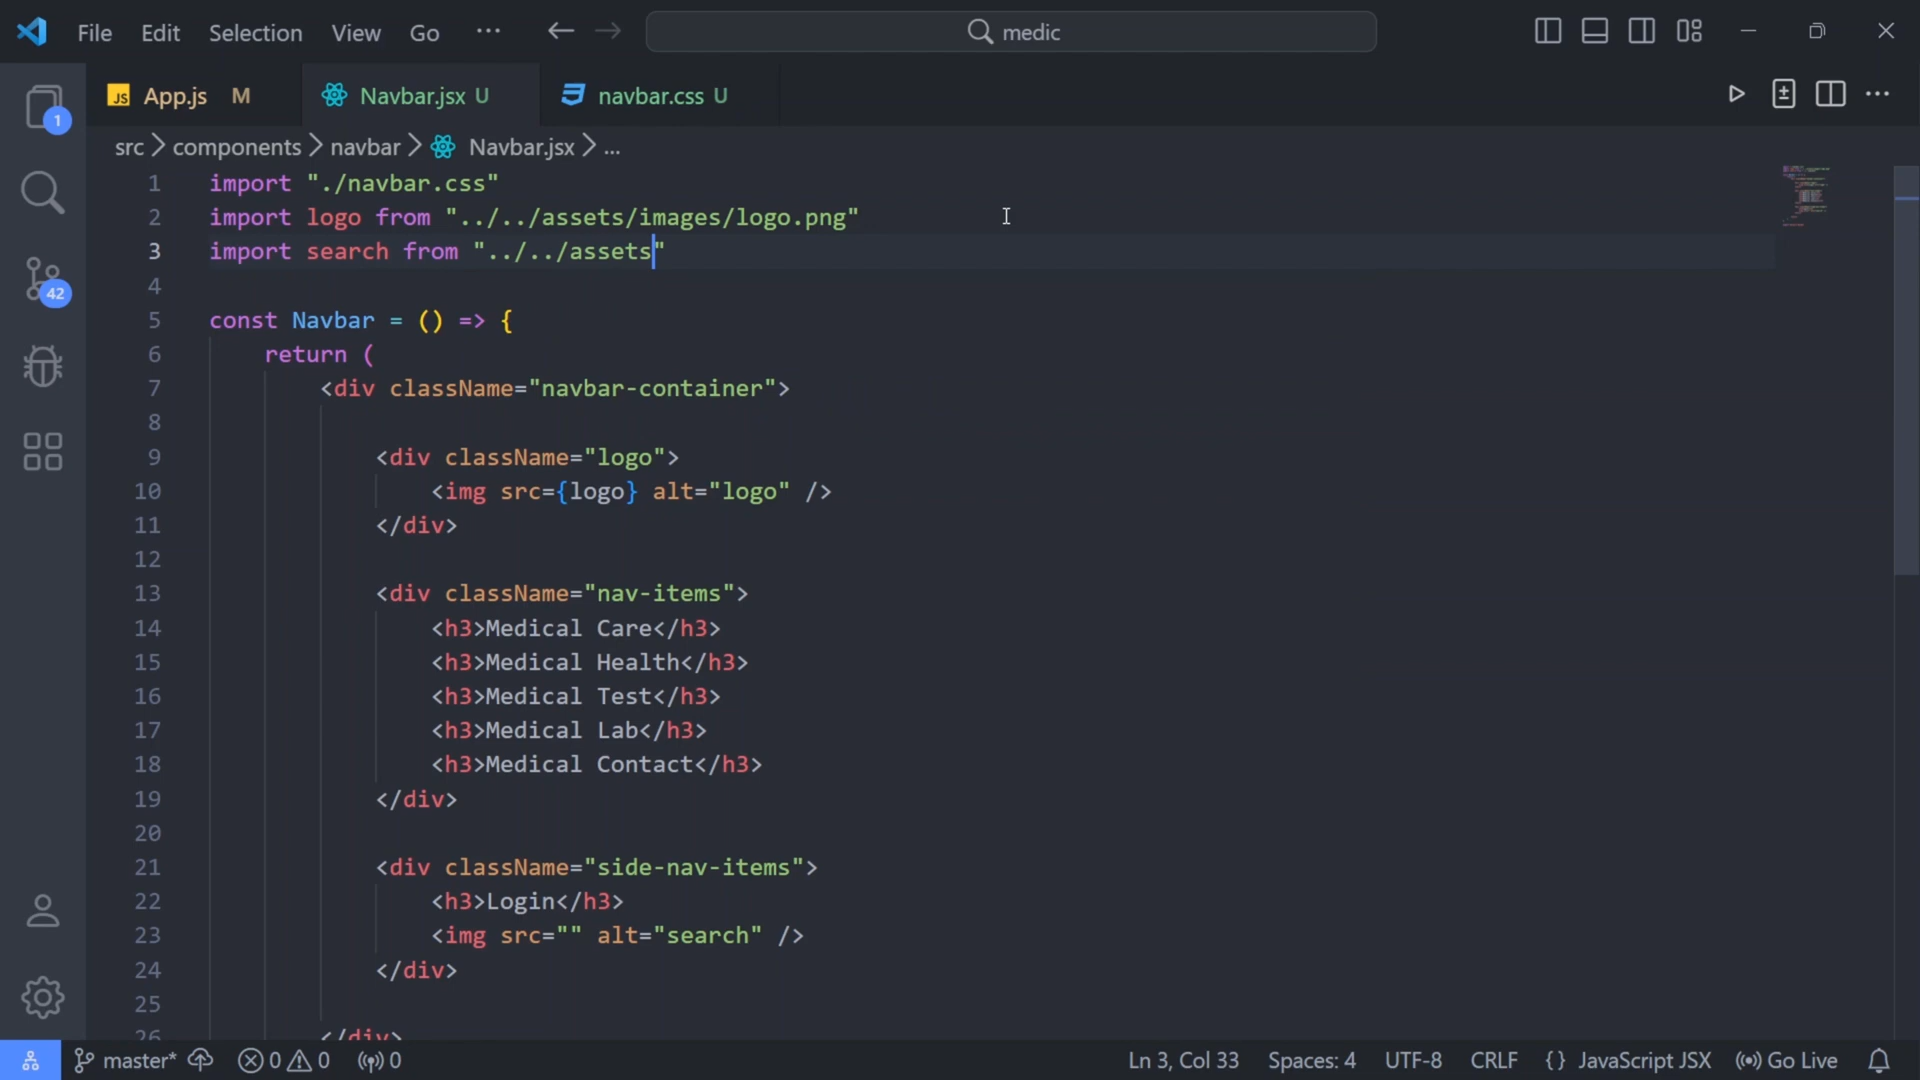 File Edit Selection View Go ··· medic
JS App.js M Navbar.jsx U navbar.css U
src > components > navbar > Navbar.jsx > ...
1 import "./navbar.css"
2 import logo from "../../assets/images/logo.png"
3 import search from "../../assets"
4
5 const Navbar = () => {
6 return (
7 <div className="navbar-container">
8
9 <div className="logo">
10 <img src={logo} alt="logo" />
11 </div>
12
13 <div className="nav-items">
14 <h3>Medical Care</h3>
15 <h3>Medical Health</h3>
16 <h3>Medical Test</h3>
17 <h3>Medical Lab</h3>
18 <h3>Medical Contact</h3>
19 </div>
20
21 <div className="side-nav-items">
22 <h3>Login</h3>
23 <img src="" alt="search" />
24 </div>
25
26 </div>
1
42
master* 0 0 0 Ln 3, Col 33 Spaces: 4 UTF-8 CRLF {} JavaScript JSX Go Live